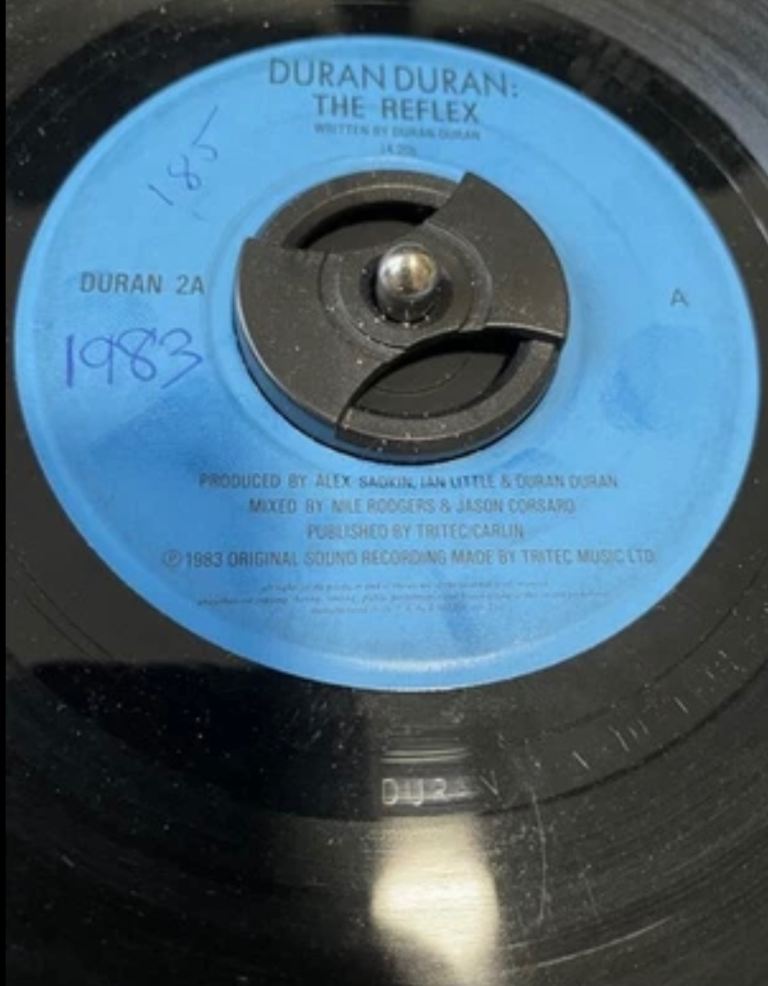 DURAN DURAN:
THE REFLEX
WRITTEN BY DURAN DURAN
185
DURAN 2A
A
1983
PRODUCED BY ALEX SADKIN, IAN LITTLE & DURAN DURAN
MIXED BY NILE RODGERS & JASON CORSARO
PUBLISHED BY TRITEC/CARLIN
℗ 1983 ORIGINAL SOUND RECORDING MADE BY TRITEC MUSIC LTD.
DURAN